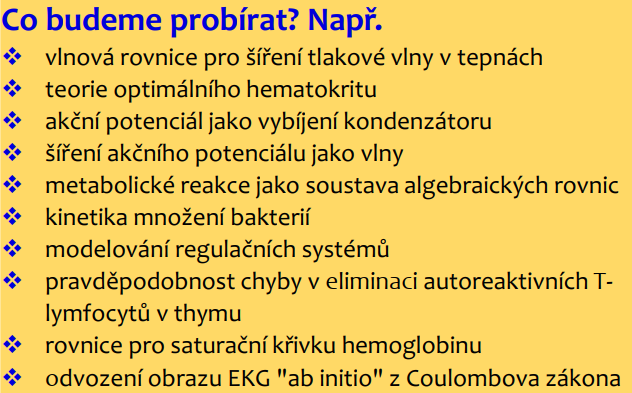 Co budeme probírat? Např.
❖ vlnová rovnice pro šíření tlakové vlny v tepnách
❖ teorie optimálního hematokritu
❖ akční potenciál jako vybíjení kondenzátoru
❖ šíření akčního potenciálu jako vlny
❖ metabolické reakce jako soustava algebraických rovnic
❖ kinetika množení bakterií
❖ modelování regulačních systémů
❖ pravděpodobnost chyby v eliminaci autoreaktivních T-
lymfocytů v thymu
❖ rovnice pro saturační křivku hemoglobinu
❖ odvození obrazu EKG "ab initio" z Coulombova zákona